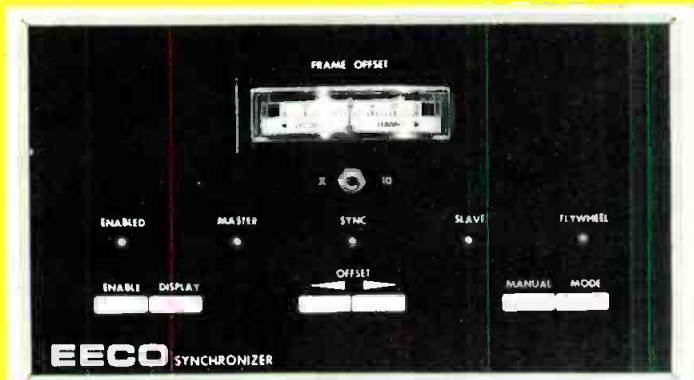 FRAME OFFSET
X 10
ENABLED MASTER SYNC SLAVE FLYWHEEL
ENABLE DISPLAY OFFSET MANUAL MODE
EECO SYNCHRONIZER